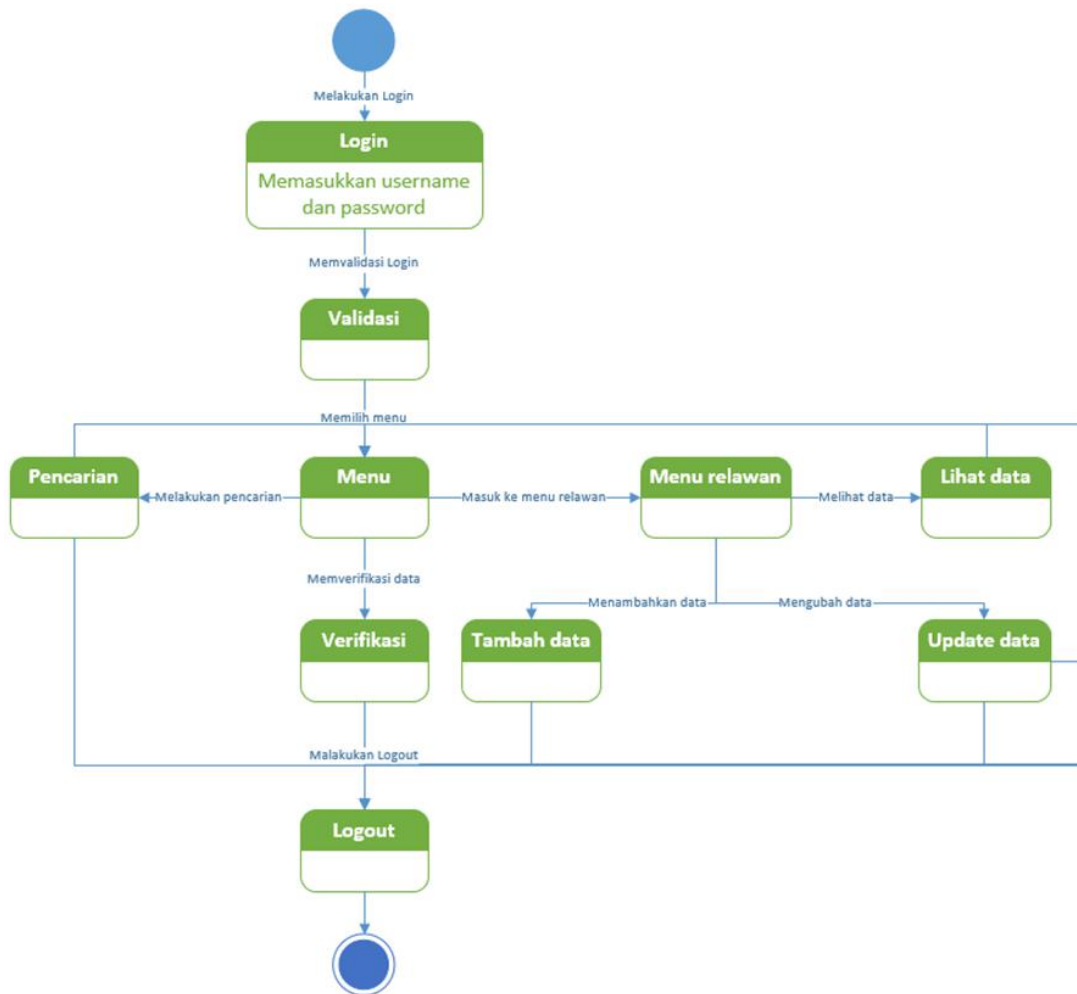 Melakukan Login
Login
Memasukkan username
dan password
Memvalidasi Login
Validasi
Memilih menu
Pencarian
Melakukan pencarian
Menu
Masuk ke menu relawan
Menu relawan
Melihat data
Lihat data
Memverifikasi data
Menambahkan data
Mengubah data
Verifikasi
Tambah data
Update data
Malakukan Logout
Logout